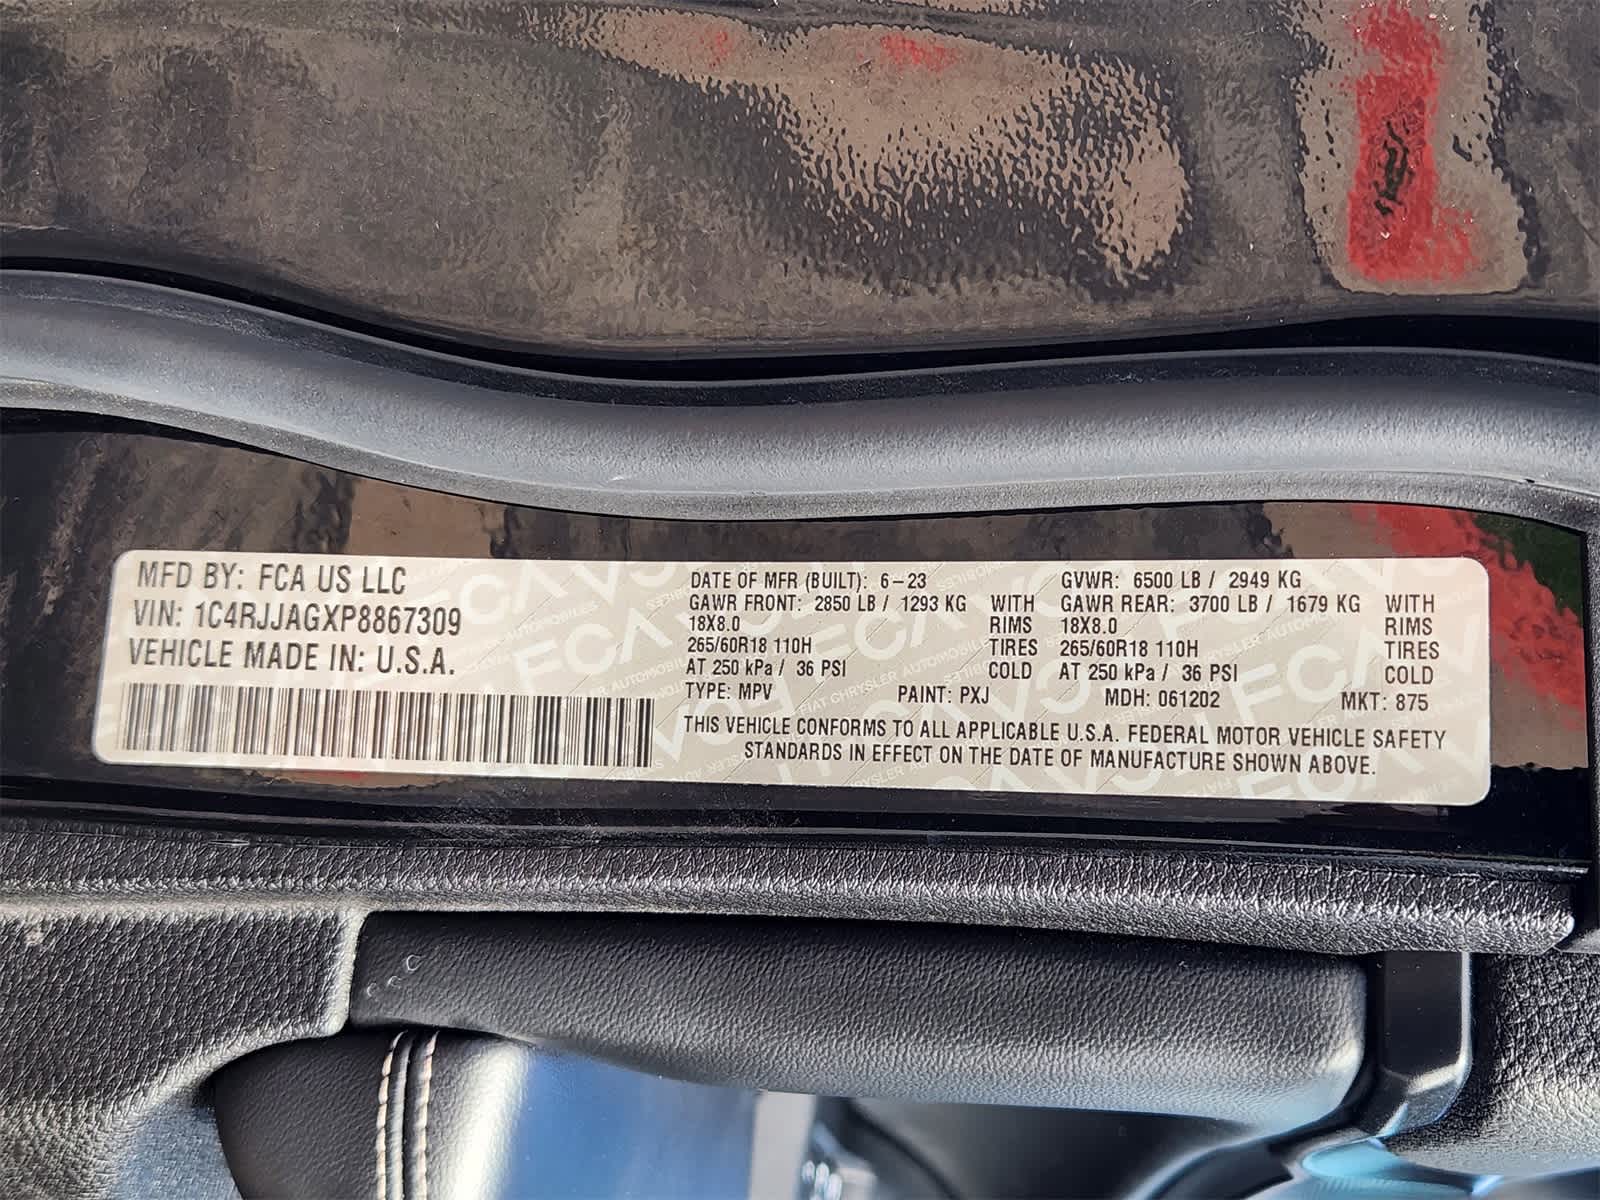 MFD BY: FCA US LLC
VIN: 1C4RJJAGXP8867309
VEHICLE MADE IN: U.S.A.
DATE OF MFR (BUILT): 6-23 GVWR: 6500 LB / 2949 KG
GAWR FRONT: 2850 LB / 1293 KG WITH GAWR REAR: 3700 LB / 1679 KG WITH
18X8.0 RIMS 18X8.0 RIMS
265/60R18 110H TIRES 265/60R18 110H TIRES
AT 250 kPa / 36 PSI COLD AT 250 kPa / 36 PSI COLD
TYPE: MPV PAINT: PXJ MDH: 061202 MKT: 875
THIS VEHICLE CONFORMS TO ALL APPLICABLE U.S.A. FEDERAL MOTOR VEHICLE SAFETY
STANDARDS IN EFFECT ON THE DATE OF MANUFACTURE SHOWN ABOVE.